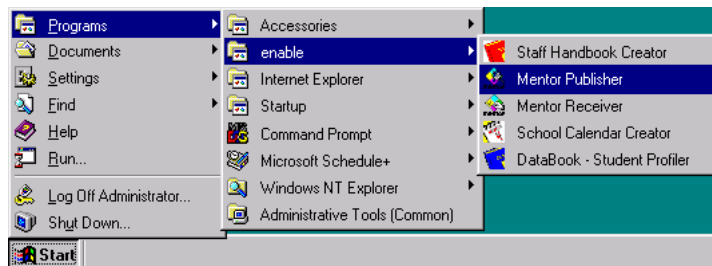 Programs
Documents
Settings
Find
Help
Run...
Log Off Administrator...
Shut Down...
Start
Accessories
enable
Internet Explorer
Startup
Command Prompt
Microsoft Schedule+
Windows NT Explorer
Administrative Tools (Common)
Staff Handbook Creator
Mentor Publisher
Mentor Receiver
School Calendar Creator
DataBook - Student Profiler